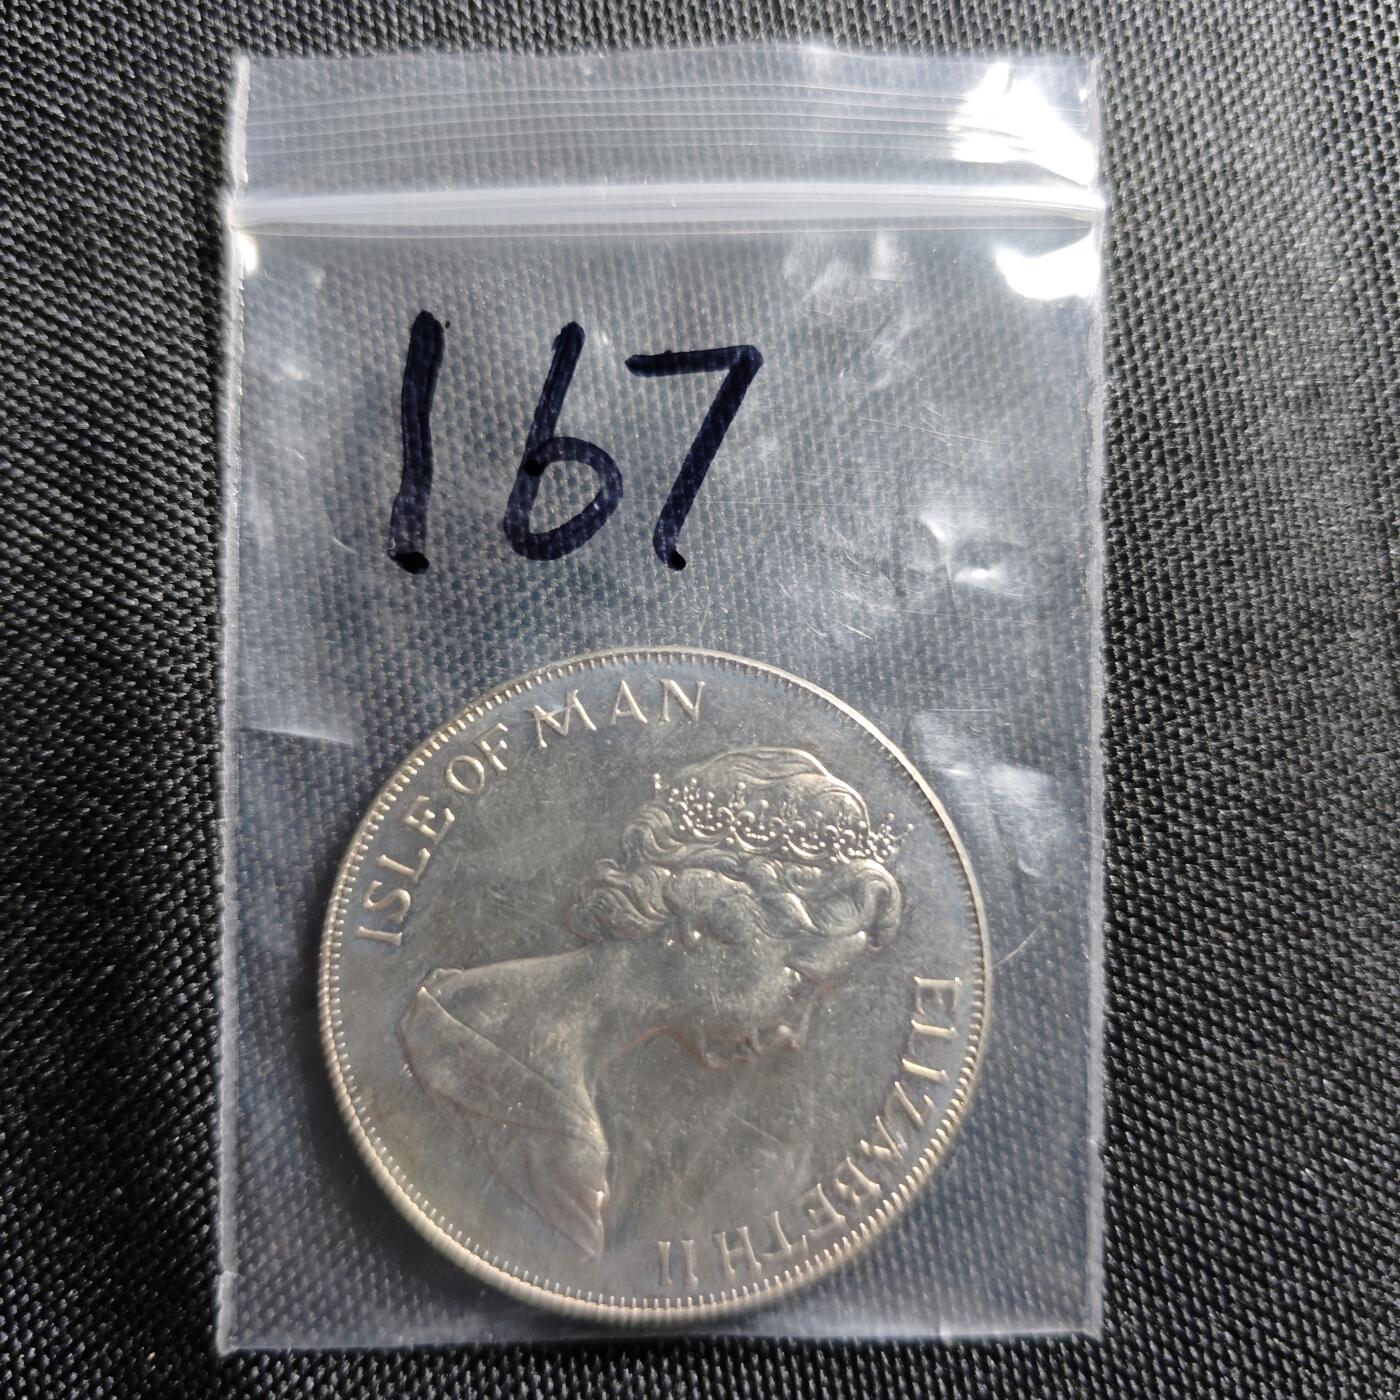 167
ISLE OF MAN
ELIZABETH II